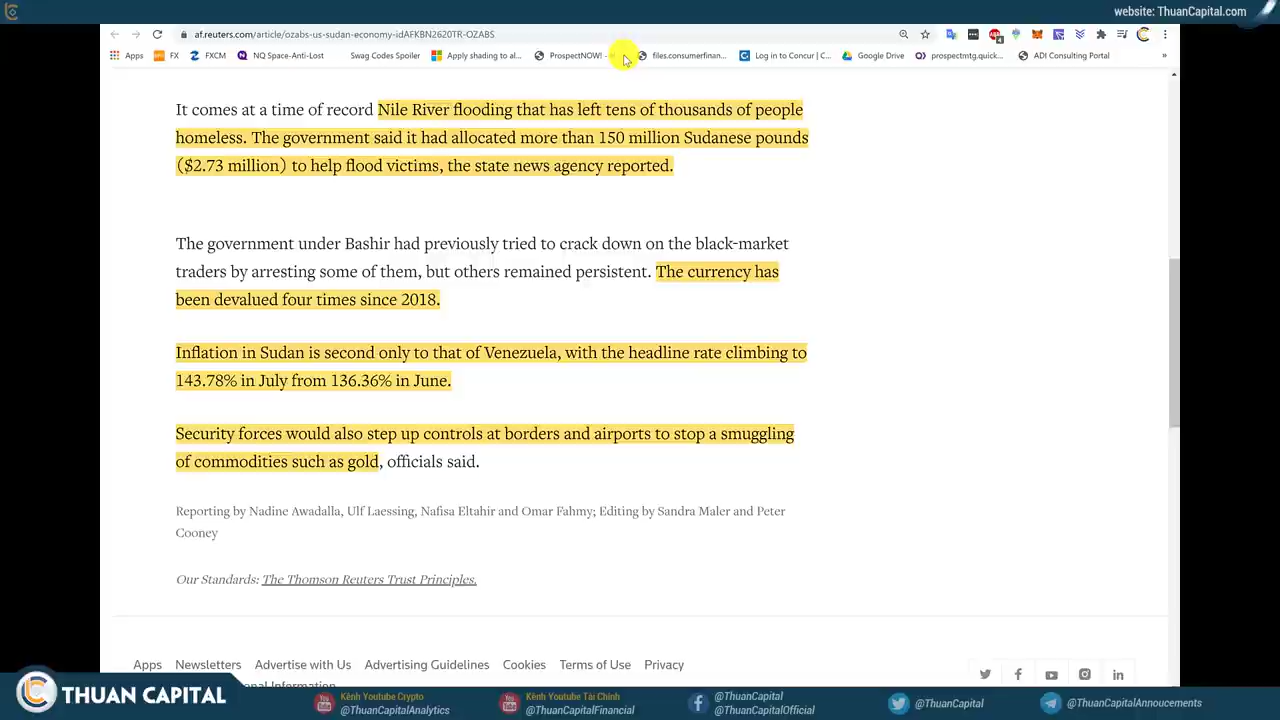 website: ThuanCapital.com
af.reuters.com/article/ozabs-us-sudan-economy-idAFKBN2620TR-OZABS
Apps FX FXCM NQ Space-Anti-Lost Swag Codes Spoiler Apply shading to al... ProspectNOW! - files.consumerfinan... Log in to Concur | C... Google Drive prospectmtg.quick... ADI Consulting Portal »
It comes at a time of record Nile River flooding that has left tens of thousands of people
homeless. The government said it had allocated more than 150 million Sudanese pounds
($2.73 million) to help flood victims, the state news agency reported.
The government under Bashir had previously tried to crack down on the black-market
traders by arresting some of them, but others remained persistent. The currency has
been devalued four times since 2018.
Inflation in Sudan is second only to that of Venezuela, with the headline rate climbing to
143.78% in July from 136.36% in June.
Security forces would also step up controls at borders and airports to stop a smuggling
of commodities such as gold, officials said.
Reporting by Nadine Awadalla, Ulf Laessing, Nafisa Eltahir and Omar Fahmy; Editing by Sandra Maler and Peter
Cooney
Our Standards: The Thomson Reuters Trust Principles.
Apps Newsletters Advertise with Us Advertising Guidelines Cookies Terms of Use Privacy
THUAN CAPITAL
Kênh Youtube Crypto
@ThuanCapitalAnalytics
Kênh Youtube Tài Chính
@ThuanCapitalFinancial
@ThuanCapital
@ThuanCapitalOfficial
@ThuanCapital
@ThuanCapitalAnnoucements